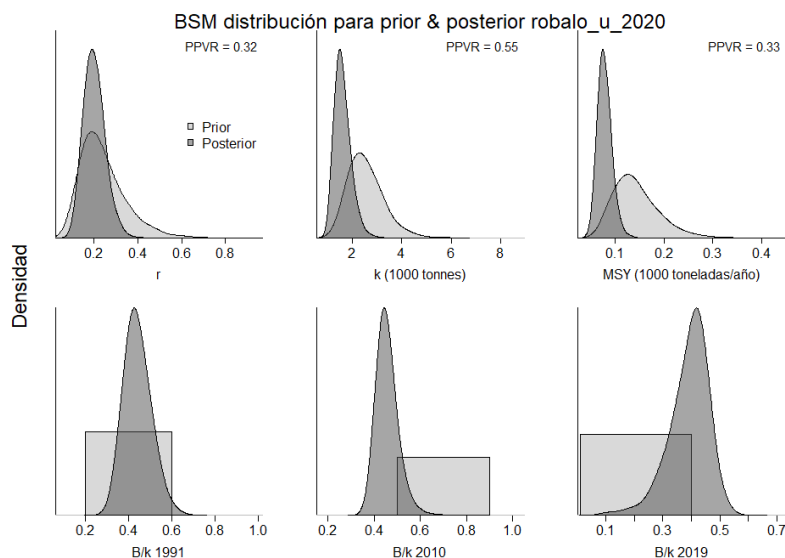 BSM distribución para prior & posterior robalo_u_2020
PPVR = 0.32
Prior
Posterior
0.2 0.4 0.6 0.8
r
PPVR = 0.55
2 4 6 8
k (1000 tonnes)
PPVR = 0.33
0.1 0.2 0.3 0.4
MSY (1000 toneladas/año)
Densidad
0.2 0.4 0.6 0.8 1.0
B/k 1991
0.2 0.4 0.6 0.8 1.0
B/k 2010
0.1 0.3 0.5 0.7
B/k 2019